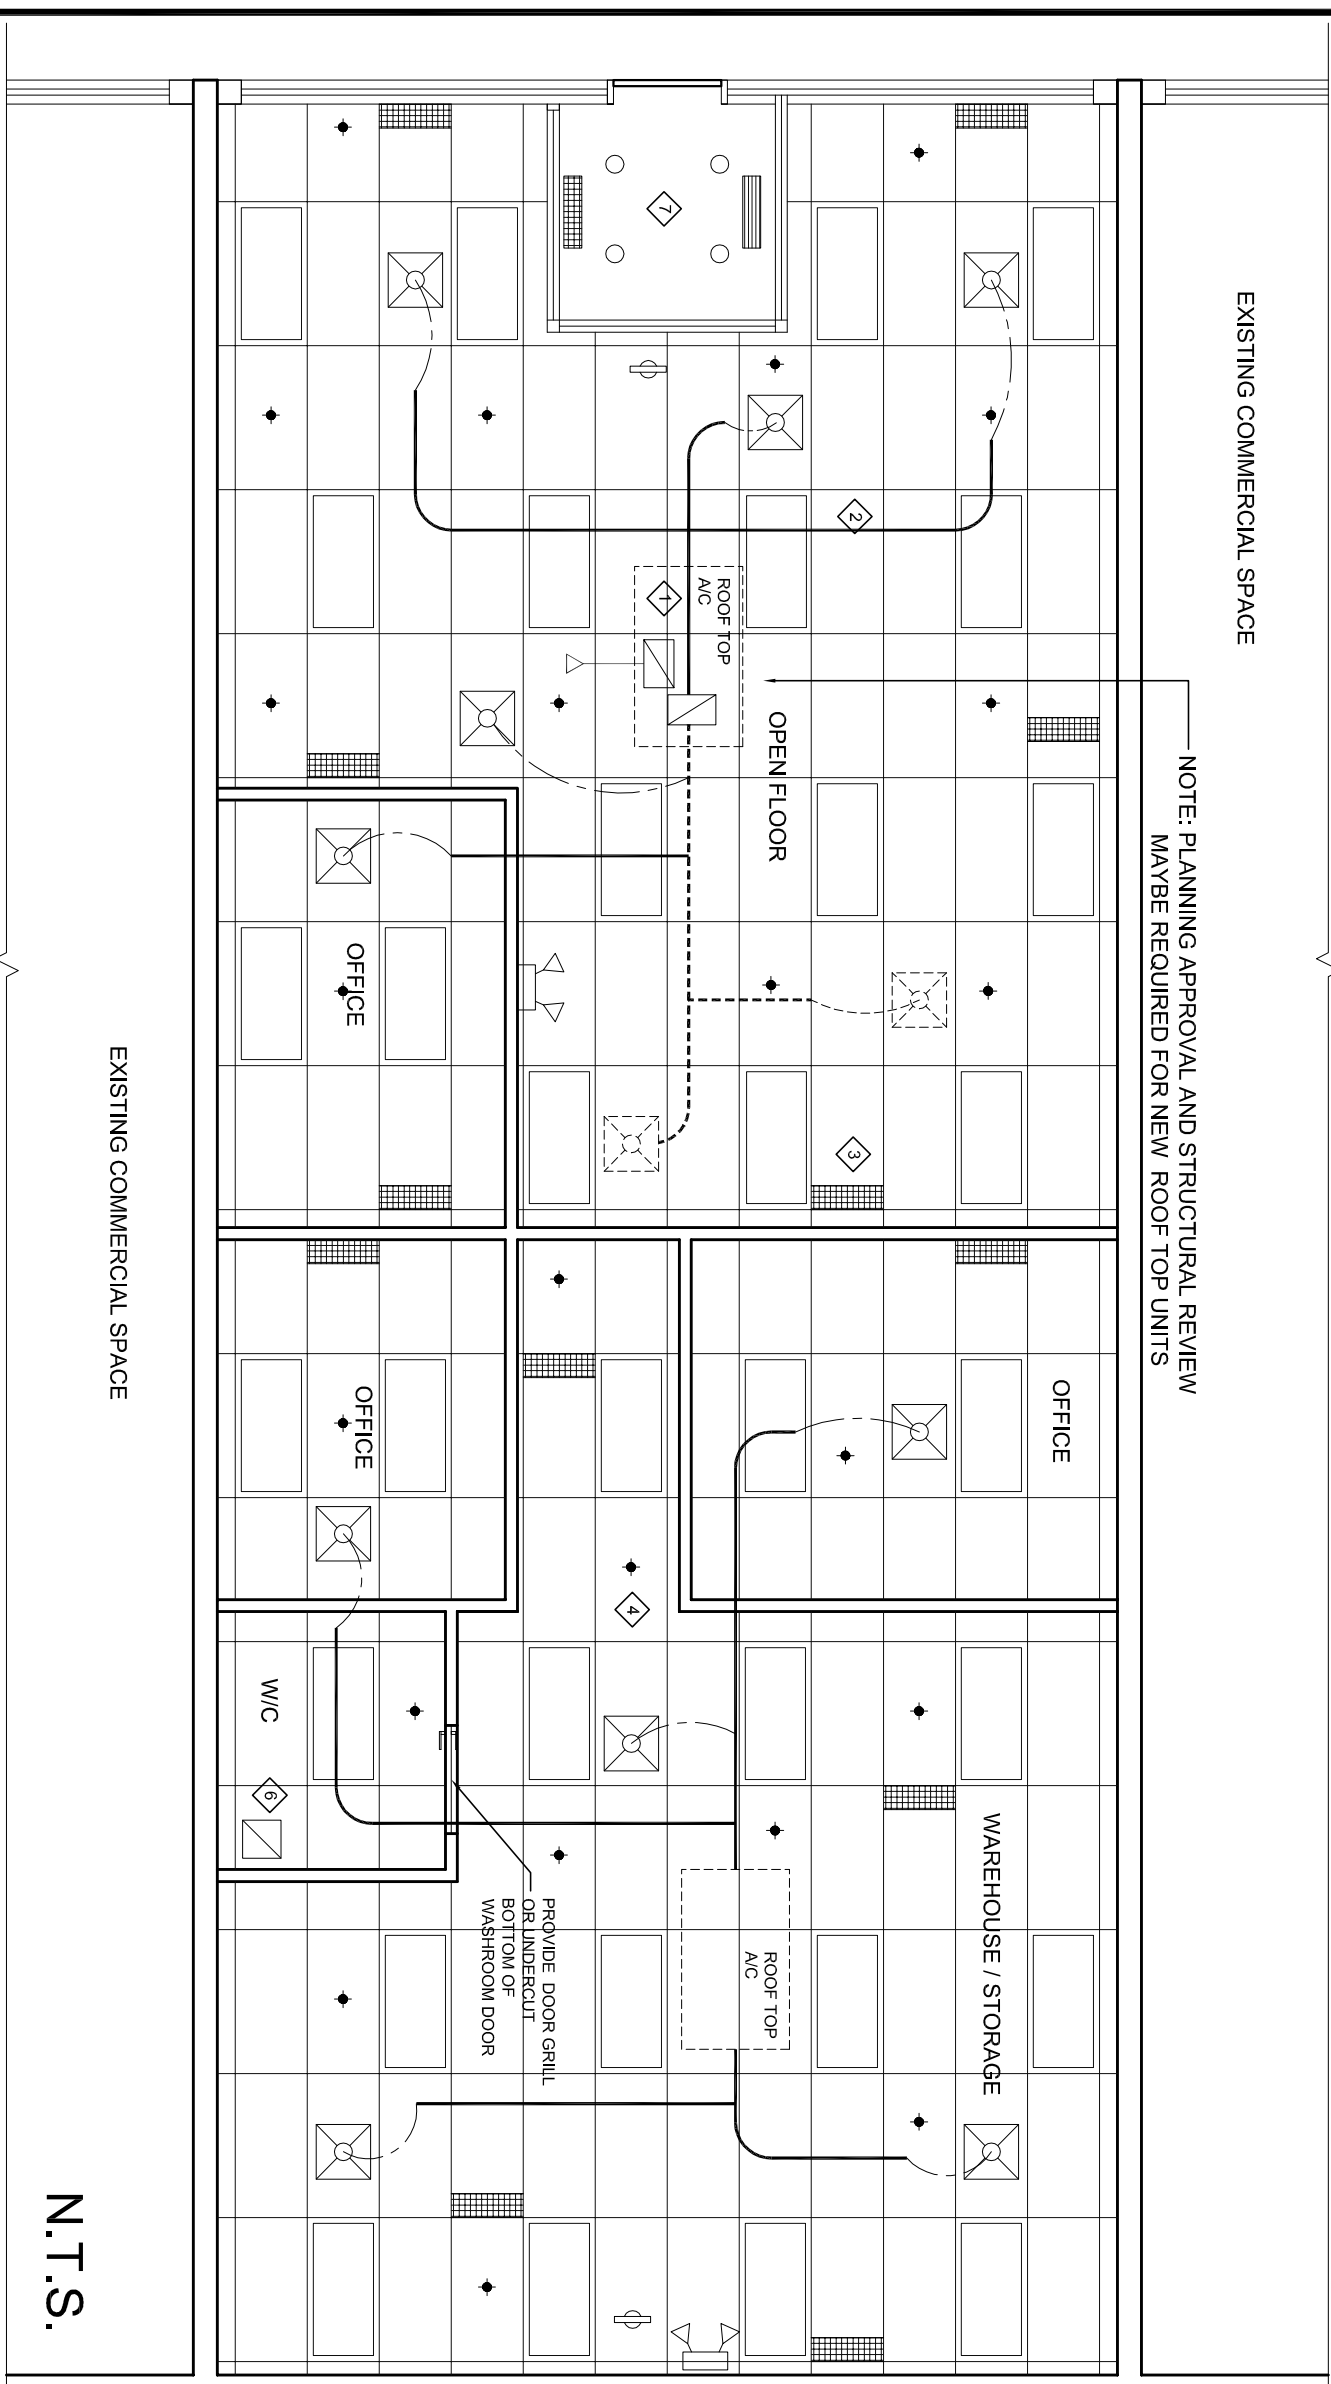 EXISTING COMMERCIAL SPACE
NOTE: PLANNING APPROVAL AND STRUCTURAL REVIEW
MAYBE REQUIRED FOR NEW ROOF TOP UNITS
7
2
1
ROOF TOP
A/C
OPEN FLOOR
3
OFFICE
OFFICE
OFFICE
4
W/C
6
WAREHOUSE / STORAGE
ROOF TOP
A/C
PROVIDE DOOR GRILL
OR UNDERCUT
BOTTOM OF
WASHROOM DOOR
EXISTING COMMERCIAL SPACE
N.T.S.